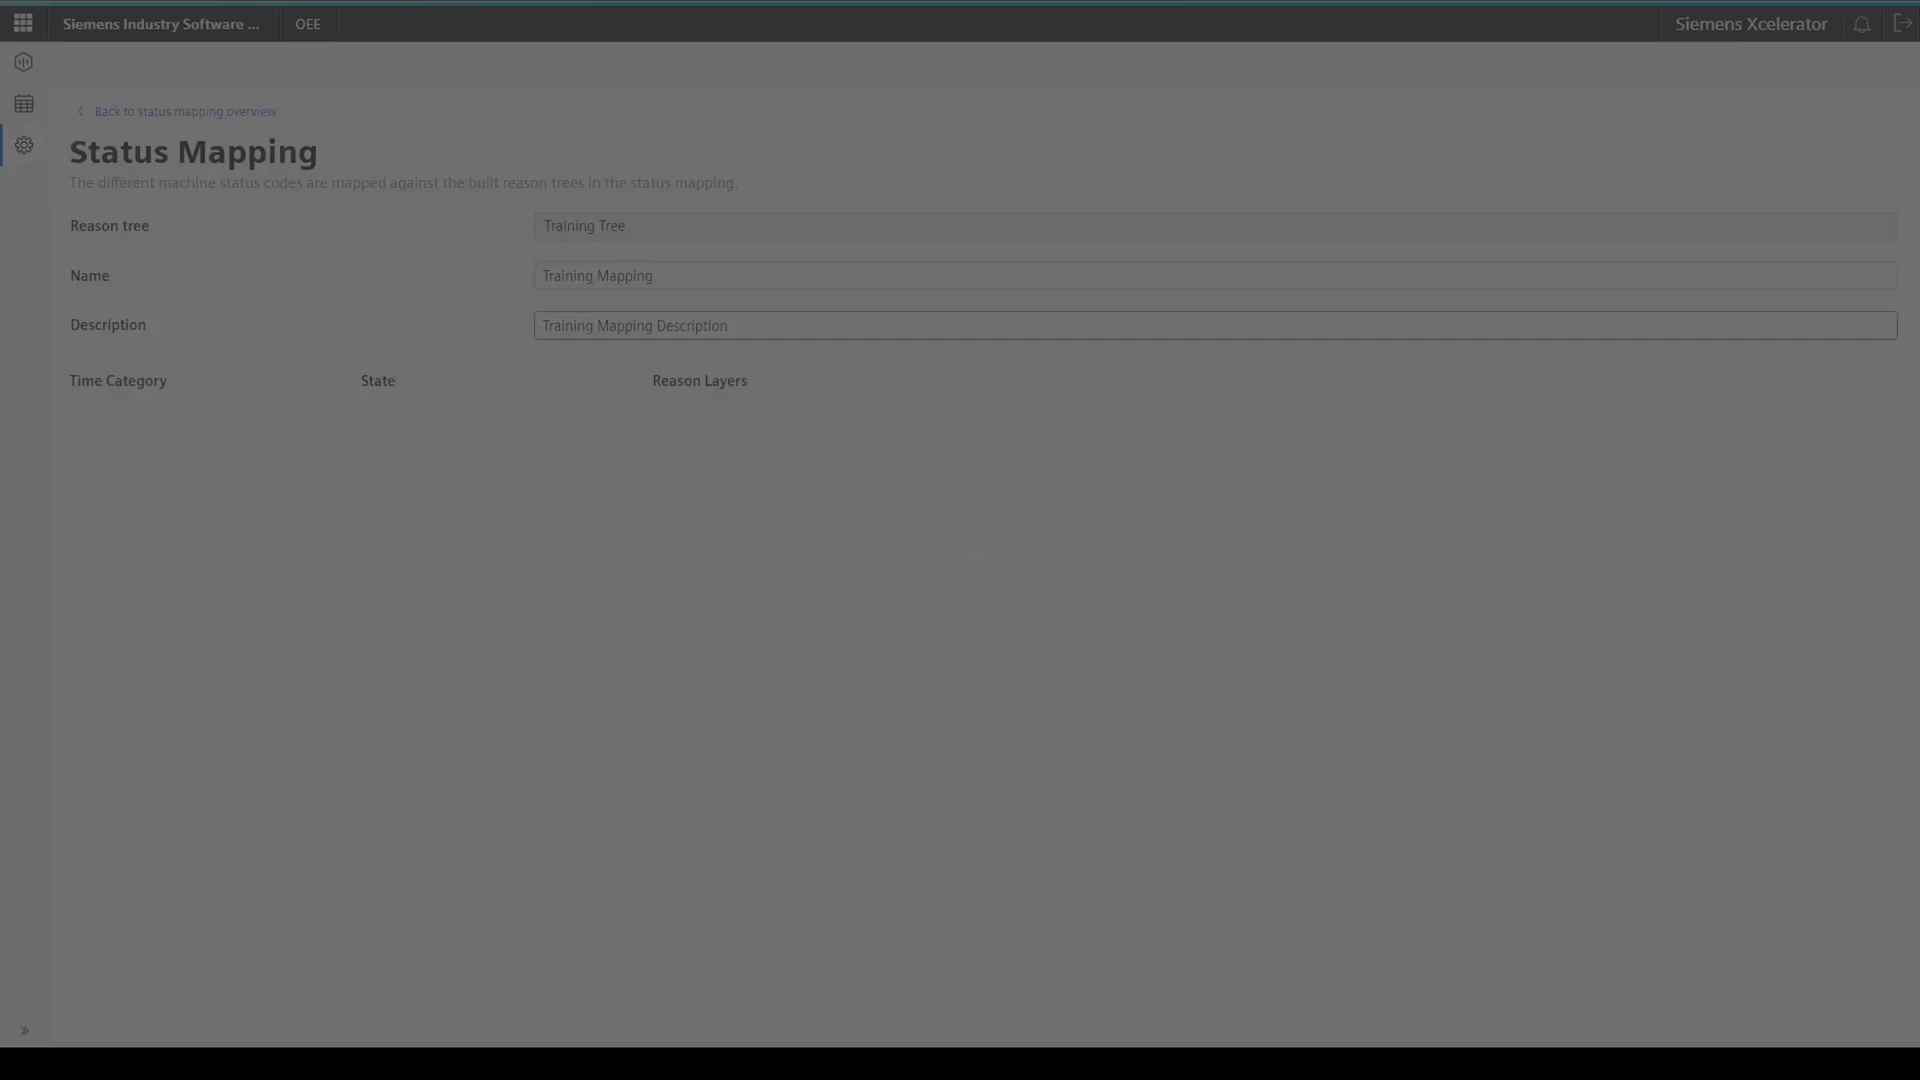 Siemens Industry Software ... OEE Siemens Xcelerator
Back to status mapping overview
Status Mapping
The different machine status codes are mapped against the built reason trees in the status mapping.
Reason tree Training Tree
Name Training Mapping
Description Training Mapping Description
Time Category State Reason Layers